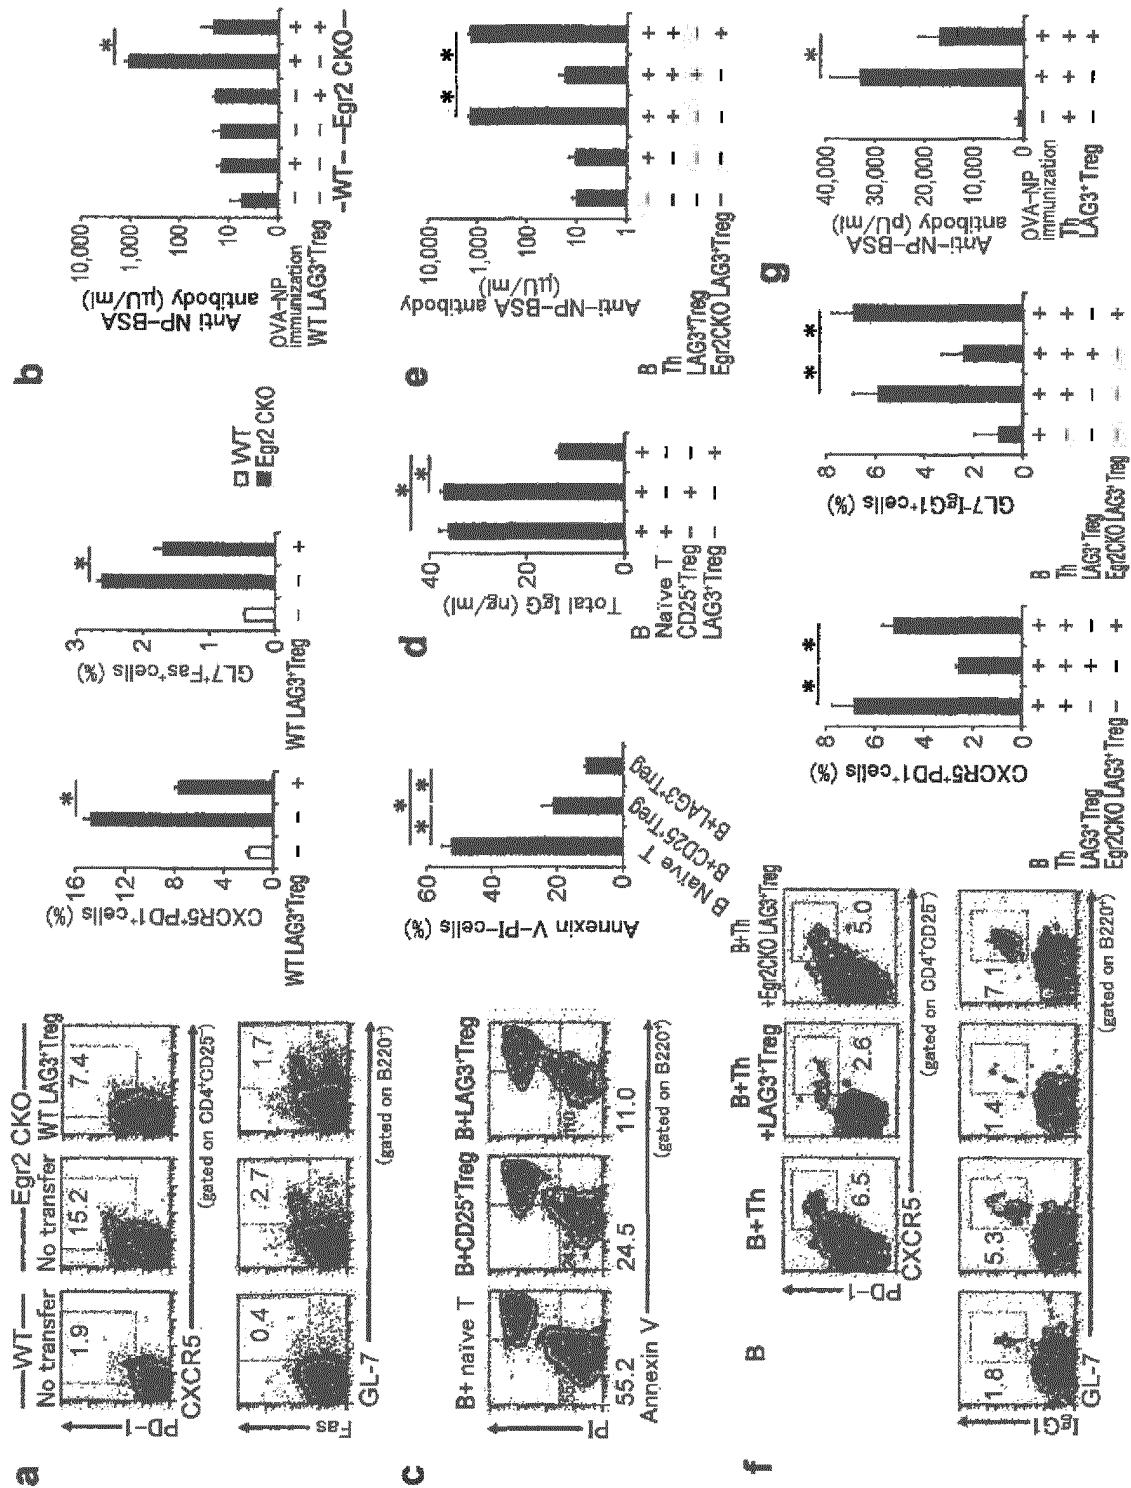 a
WT
Egr2 CKO
No transfer
No transfer
WT LAG3⁺Treg
1.9
15.2
7.4
PD-1
CXCR5
(gated on CD4⁺CD25⁻)
0.4
2.7
1.7
Fas
GL-7
(gated on B220⁺)
CXCR5⁺PD1⁺cells (%)
16
12
8
4
0
*
WT LAG3⁺Treg
− − +
GL7⁺Fas⁺cells (%)
3
2
1
0
*
WT LAG3⁺Treg
− − +
WT
Egr2 CKO
b
Anti NP-BSA
antibody (µU/ml)
10,000
1,000
100
10
0
*
OVA-NP
immunization
− + − − + +
WT LAG3⁺Treg
− − − + − +
-WT- -Egr2 CKO-
c
B+ naïve T
B+CD25⁺Treg
B+LAG3⁺Treg
55.2
24.5
11.0
PI
Annexin V
(gated on B220⁺)
Annexin V-PI-cells (%)
60
40
20
0
* *
*
B Naïve T
B+CD25⁺Treg
B+LAG3⁺Treg
d
Total IgG (ng/ml)
40
20
0
*
*
B
+ + +
Naïve T
+ − −
CD25⁺Treg
− + −
LAG3⁺Treg
− − +
e
Anti-NP-BSA antibody
(µU/ml)
10,000
1,000
100
10
1
* *
B
Th
− − + + +
LAG3⁺Treg
Egr2CKO LAG3⁺Treg
− − − − +
f
B
B+Th
B+Th
+LAG3⁺Treg
B+Th
+Egr2CKO LAG3⁺Treg
6.5
2.6
5.0
PD-1
CXCR5
(gated on CD4⁺CD25⁻)
1.8
5.3
1.4
7.1
IgG1
GL-7
(gated on B220⁺)
CXCR5⁺PD1⁺cells (%)
8
6
4
2
0
* *
B
+ + +
Th
+ + +
LAG3⁺Treg
− + −
Egr2CKO LAG3⁺Treg
− − +
GL7⁻IgG1⁺cells (%)
8
6
4
2
0
* *
B
+ + + +
Th
− + + +
LAG3⁺Treg
− − + −
Egr2CKO LAG3⁺Treg
− − − +
g
Anti-NP-BSA
antibody (pU/ml)
40,000
30,000
20,000
10,000
0
*
OVA-NP
immunization
− + +
Th
+ + +
LAG3⁺Treg
− − +